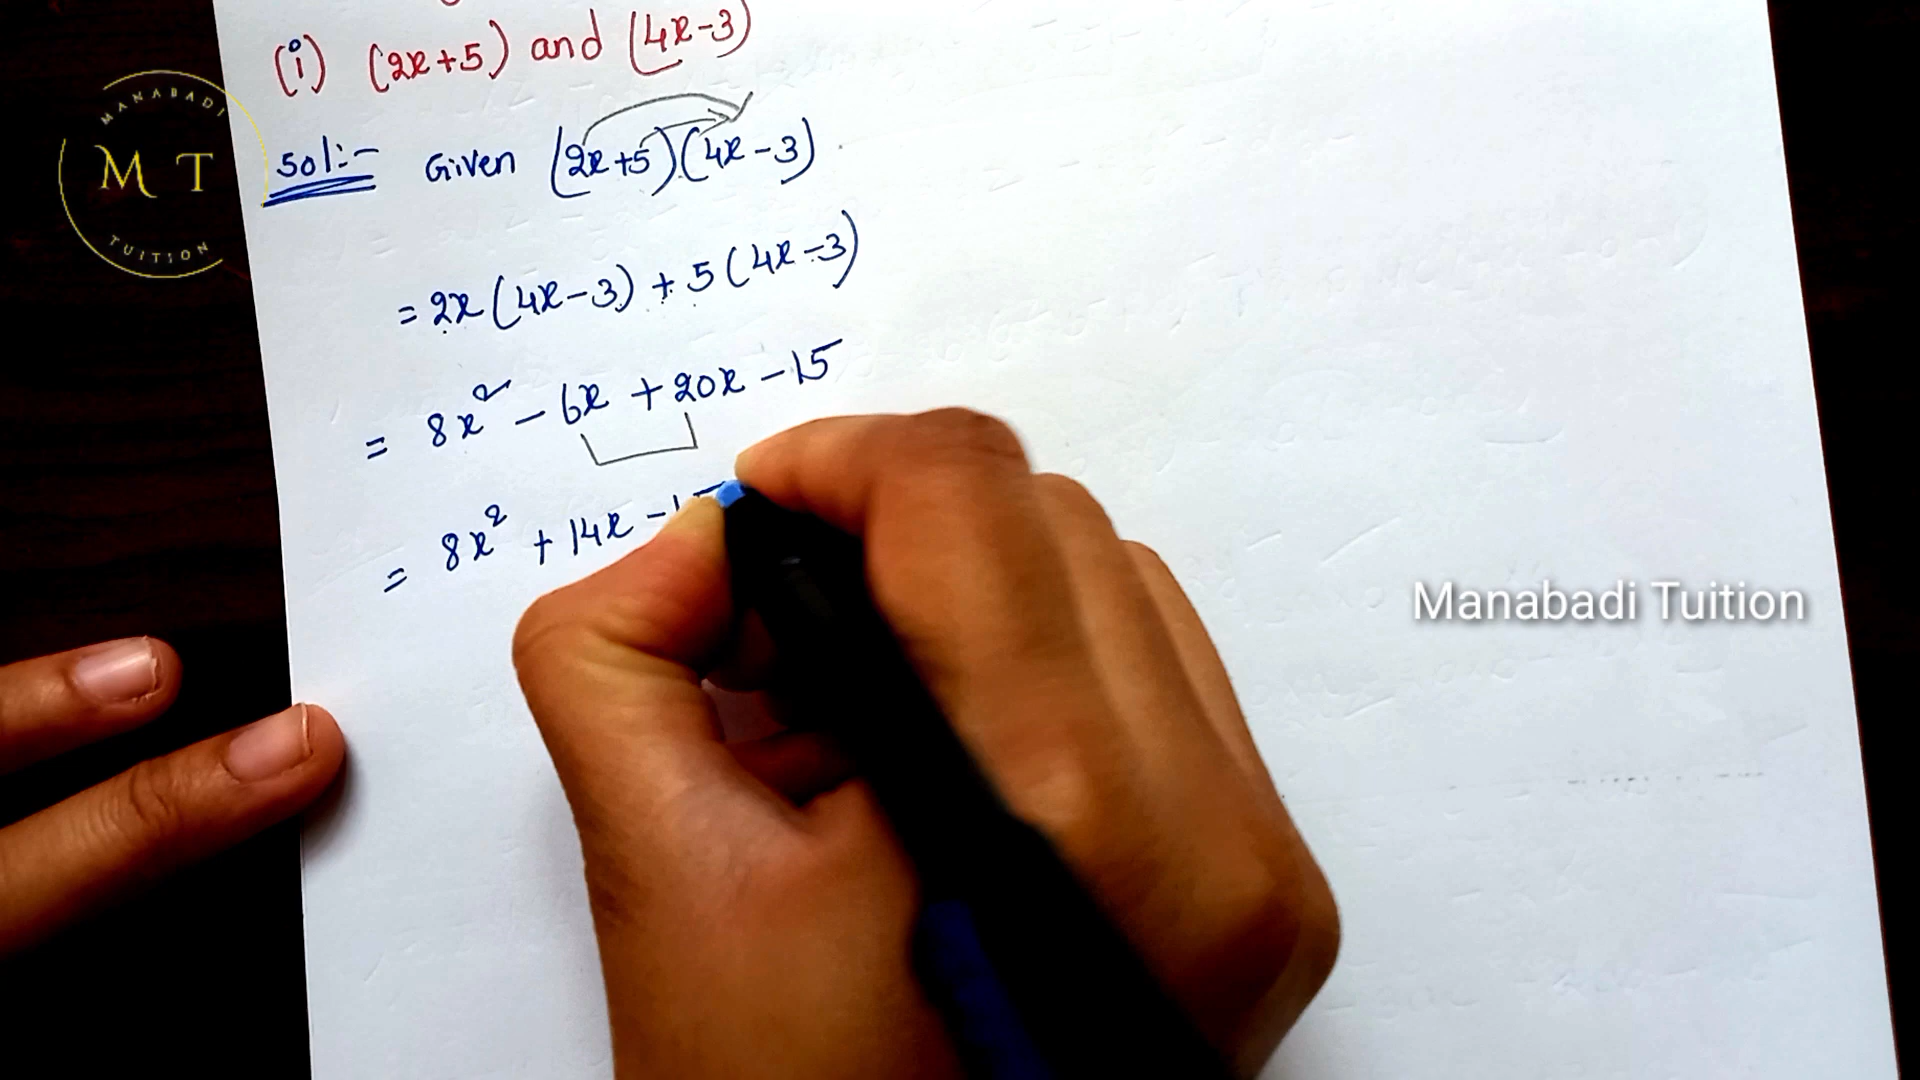 (i) (2x+5) and (4x-3)
MANABADI
M T
TUITION
Sol:- Given (2x+5)(4x-3)
= 2x(4x-3) + 5(4x-3)
= 8x² - 6x + 20x - 15
= 8x² + 14x - 15
Manabadi Tuition